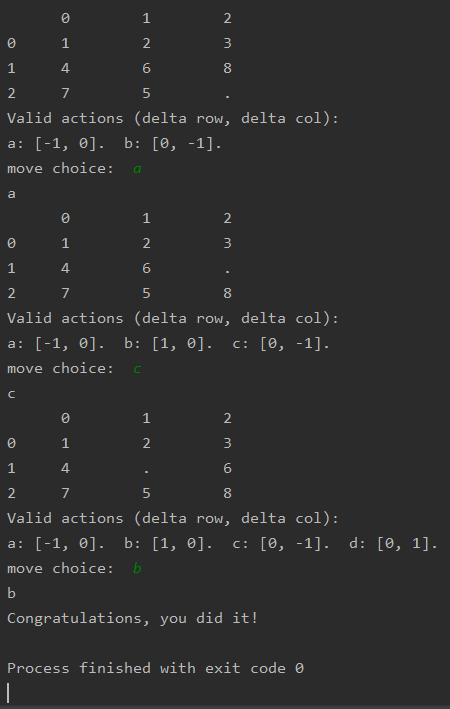 0 1 2
0 1 2 3
1 4 6 8
2 7 5 .
Valid actions (delta row, delta col):
a: [-1, 0].  b: [0, -1].
move choice:  a
a
0 1 2
0 1 2 3
1 4 6 .
2 7 5 8
Valid actions (delta row, delta col):
a: [-1, 0].  b: [1, 0].  c: [0, -1].
move choice:  c
c
0 1 2
0 1 2 3
1 4 . 6
2 7 5 8
Valid actions (delta row, delta col):
a: [-1, 0].  b: [1, 0].  c: [0, -1].  d: [0, 1].
move choice:  b
b
Congratulations, you did it!
Process finished with exit code 0